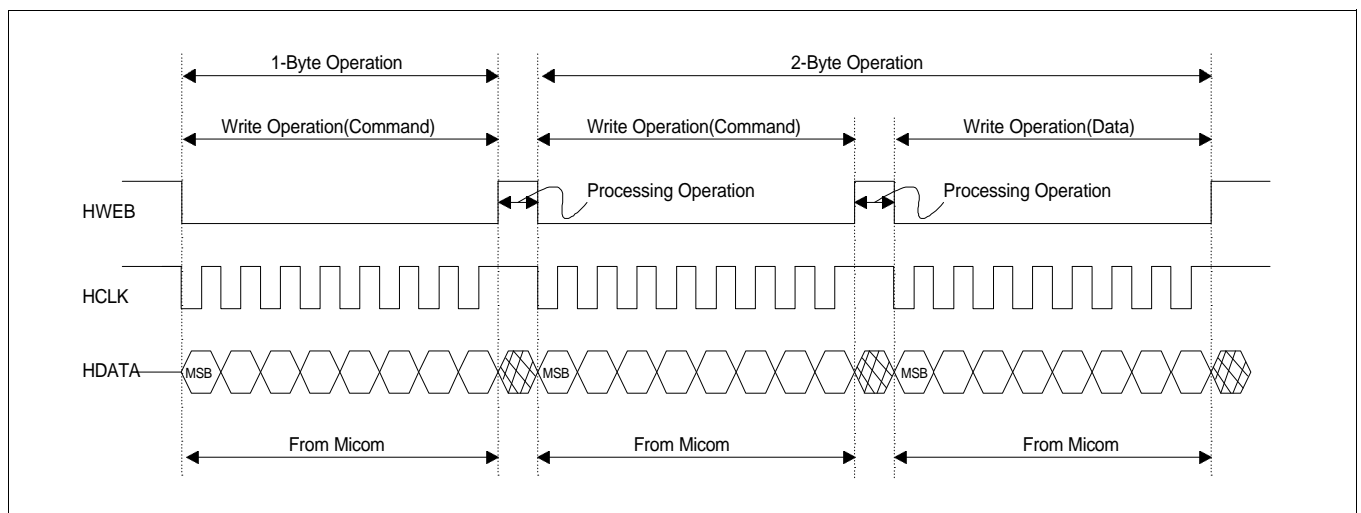 1-Byte Operation
2-Byte Operation
Write Operation(Command)
Write Operation(Command)
Write Operation(Data)
Processing Operation
Processing Operation
HWEB
HCLK
HDATA
MSB
MSB
MSB
From Micom
From Micom
From Micom